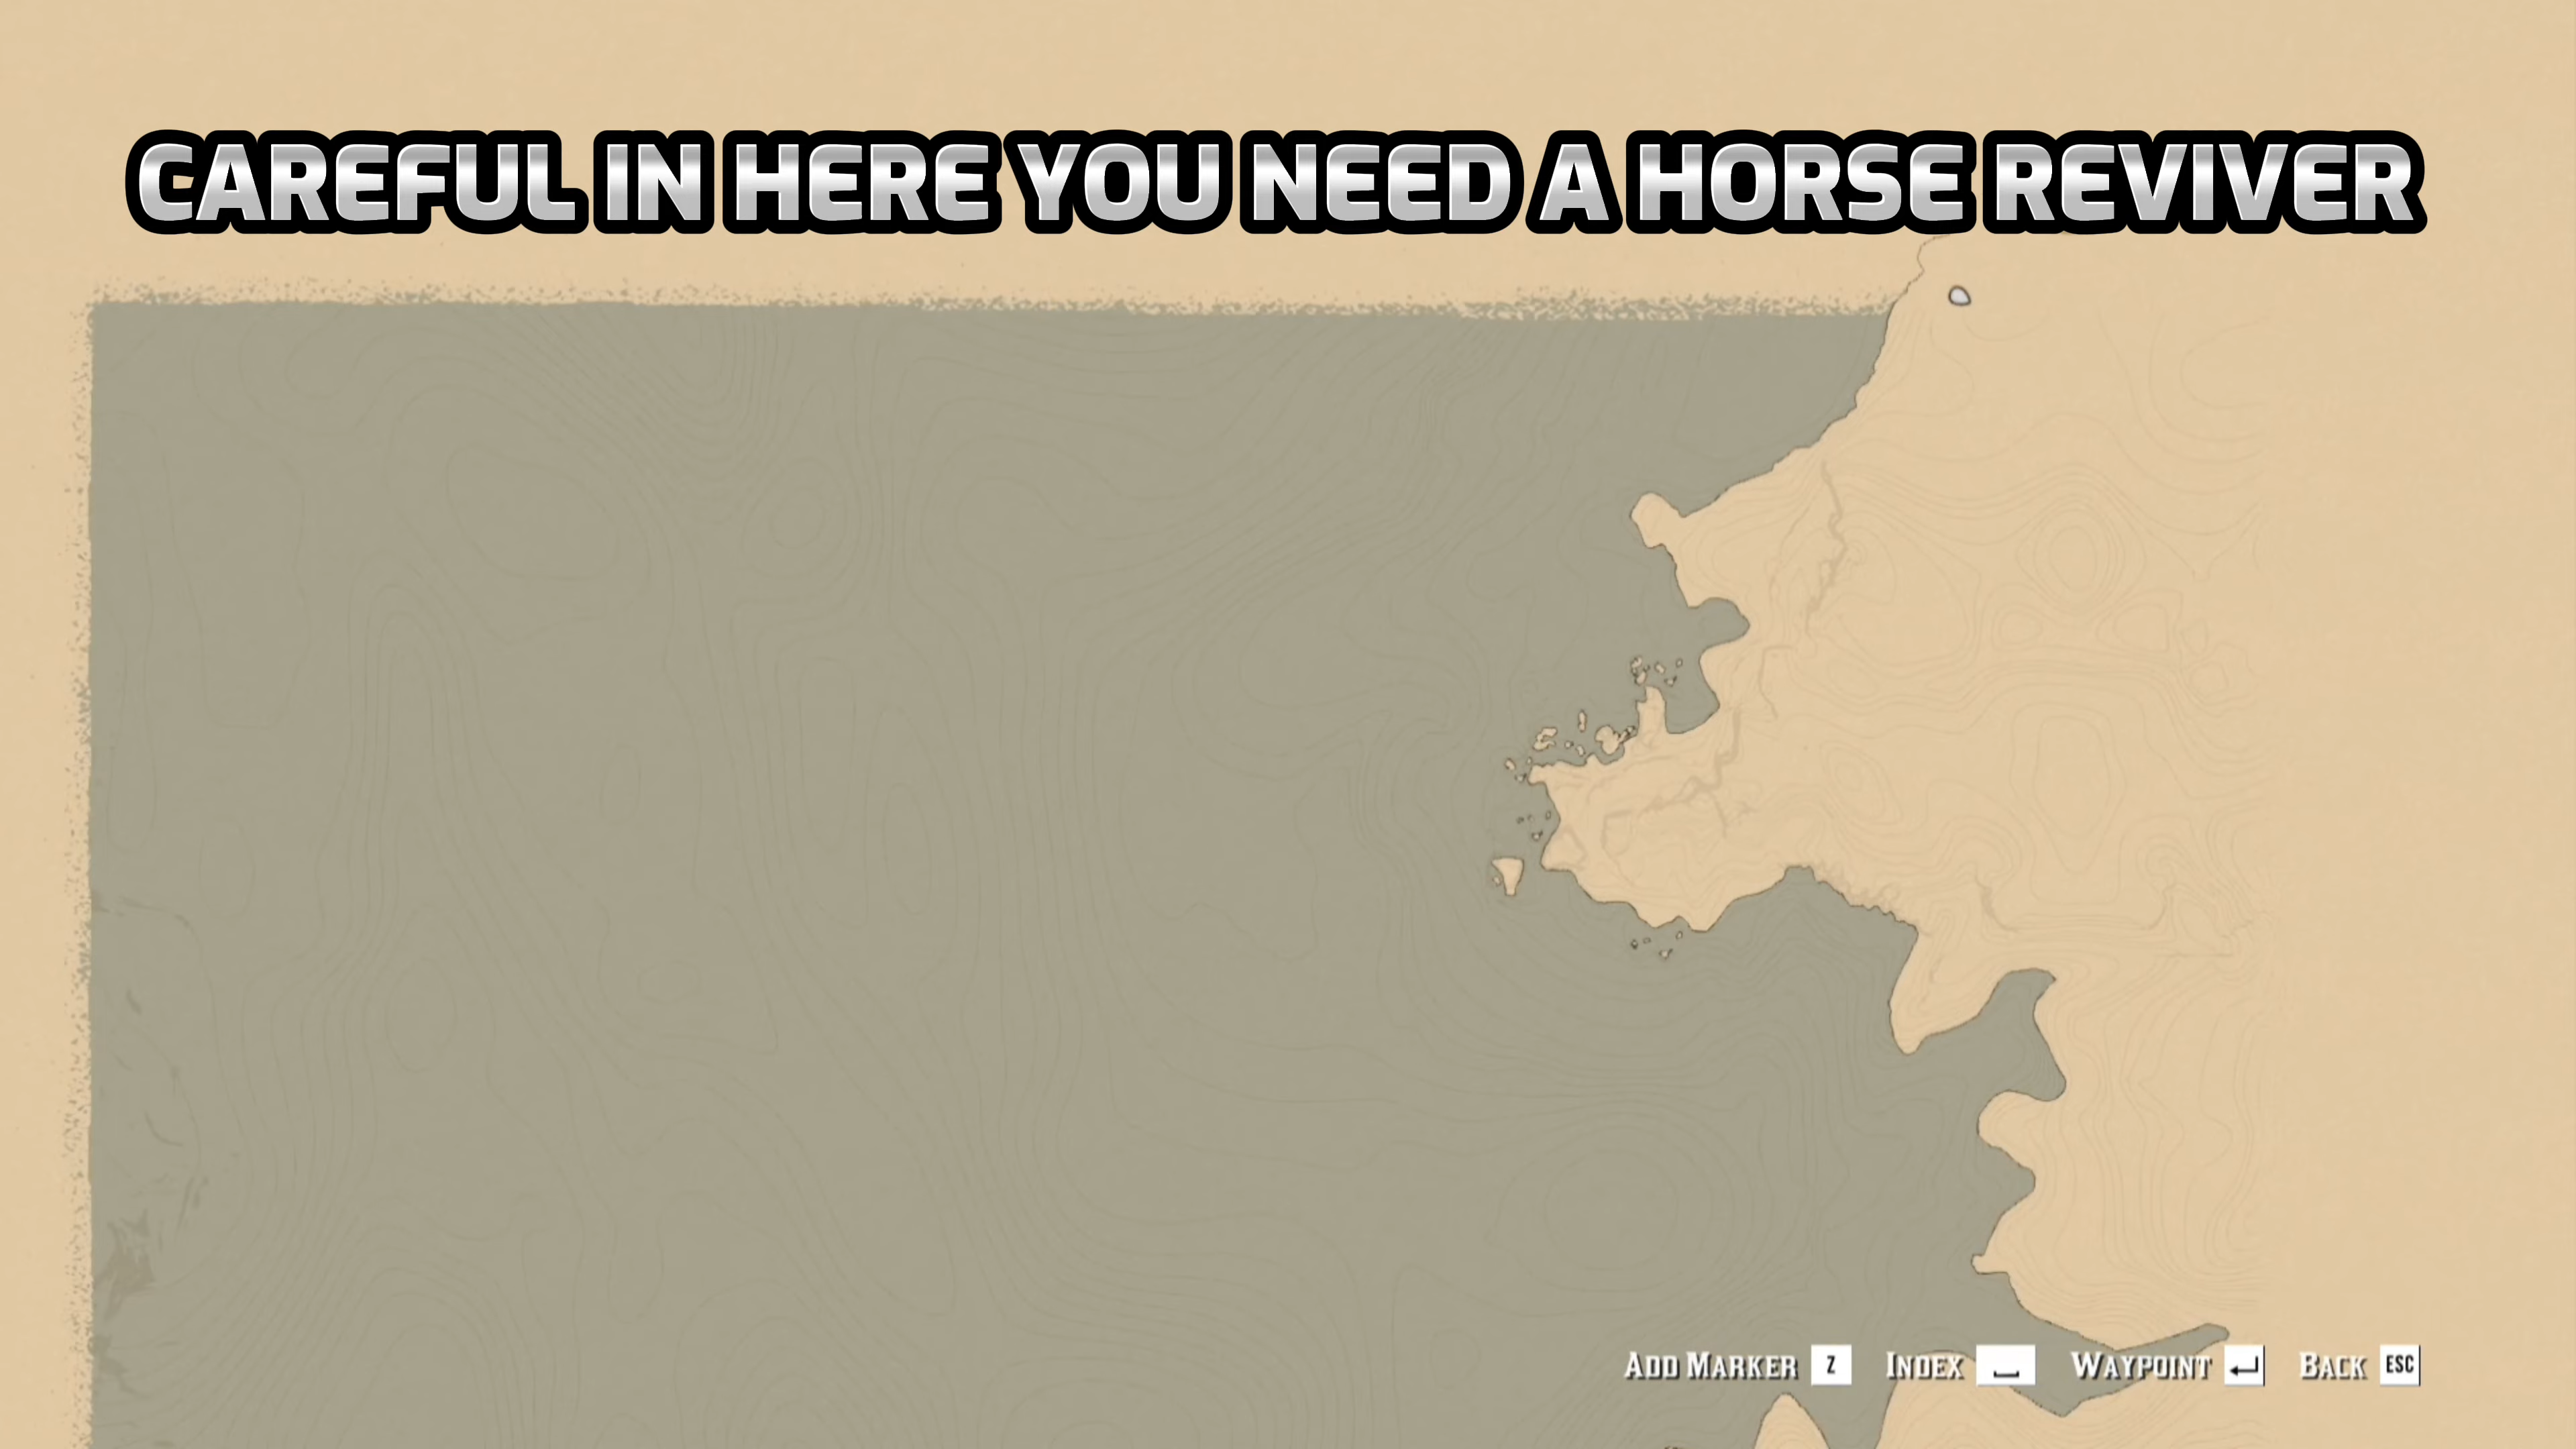 CAREFUL IN HERE YOU NEED A HORSE REVIVER
ADD MARKER Z INDEX WAYPOINT BACK ESC